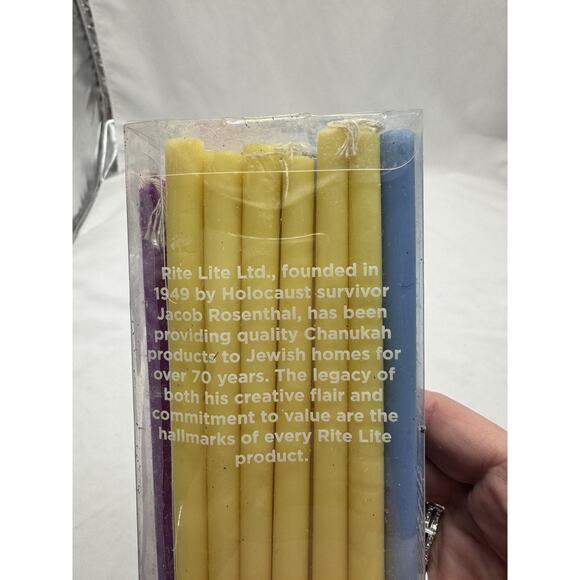 Rite Lite Ltd., founded in
1949 by Holocaust survivor
Jacob Rosenthal, has been
providing quality Chanukah
products to Jewish homes for
over 70 years. The legacy of
both his creative flair and
commitment to value are the
hallmarks of every Rite Lite
product.